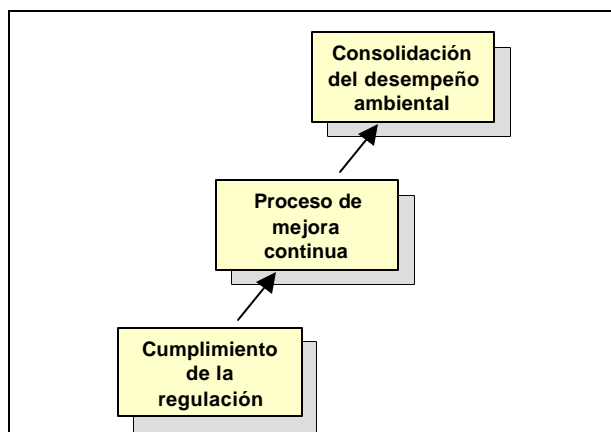 Consolidación
del desempeño
ambiental
Proceso de
mejora
continua
Cumplimiento
de la
regulación